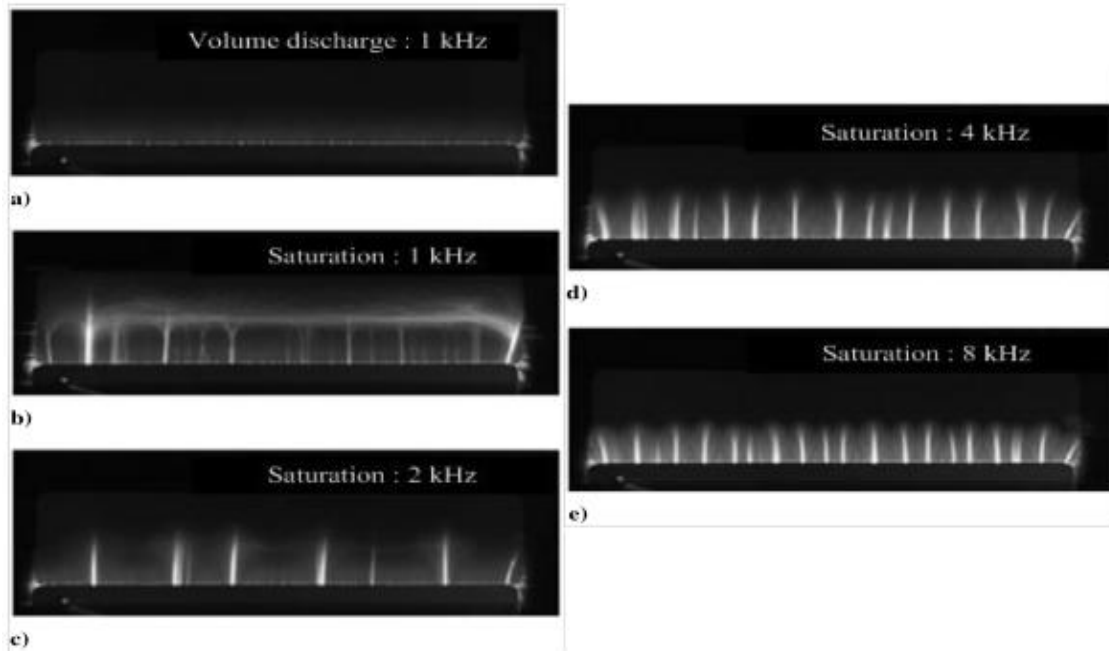 Volume discharge : 1 kHz
a)
Saturation : 1 kHz
b)
Saturation : 2 kHz
c)
Saturation : 4 kHz
d)
Saturation : 8 kHz
e)